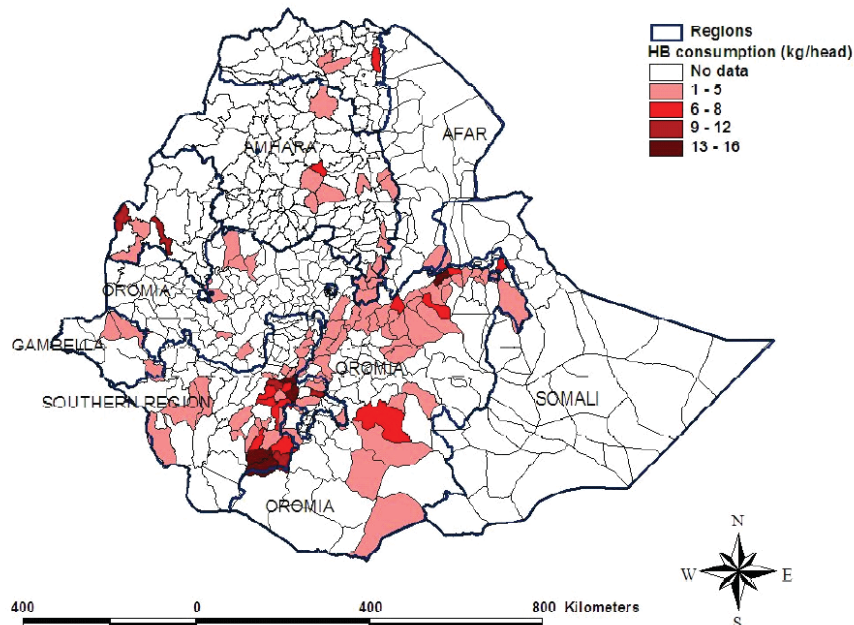 Regions
HB consumption (kg/head)
No data
1 - 5
6 - 8
9 - 12
13 - 16
AFAR
AMHARA
OROMIA
GAMBELLA
OROMIA
SOUTHERN REGION
SOMALI
OROMIA
N
W E
S
400 0 400 800 Kilometers